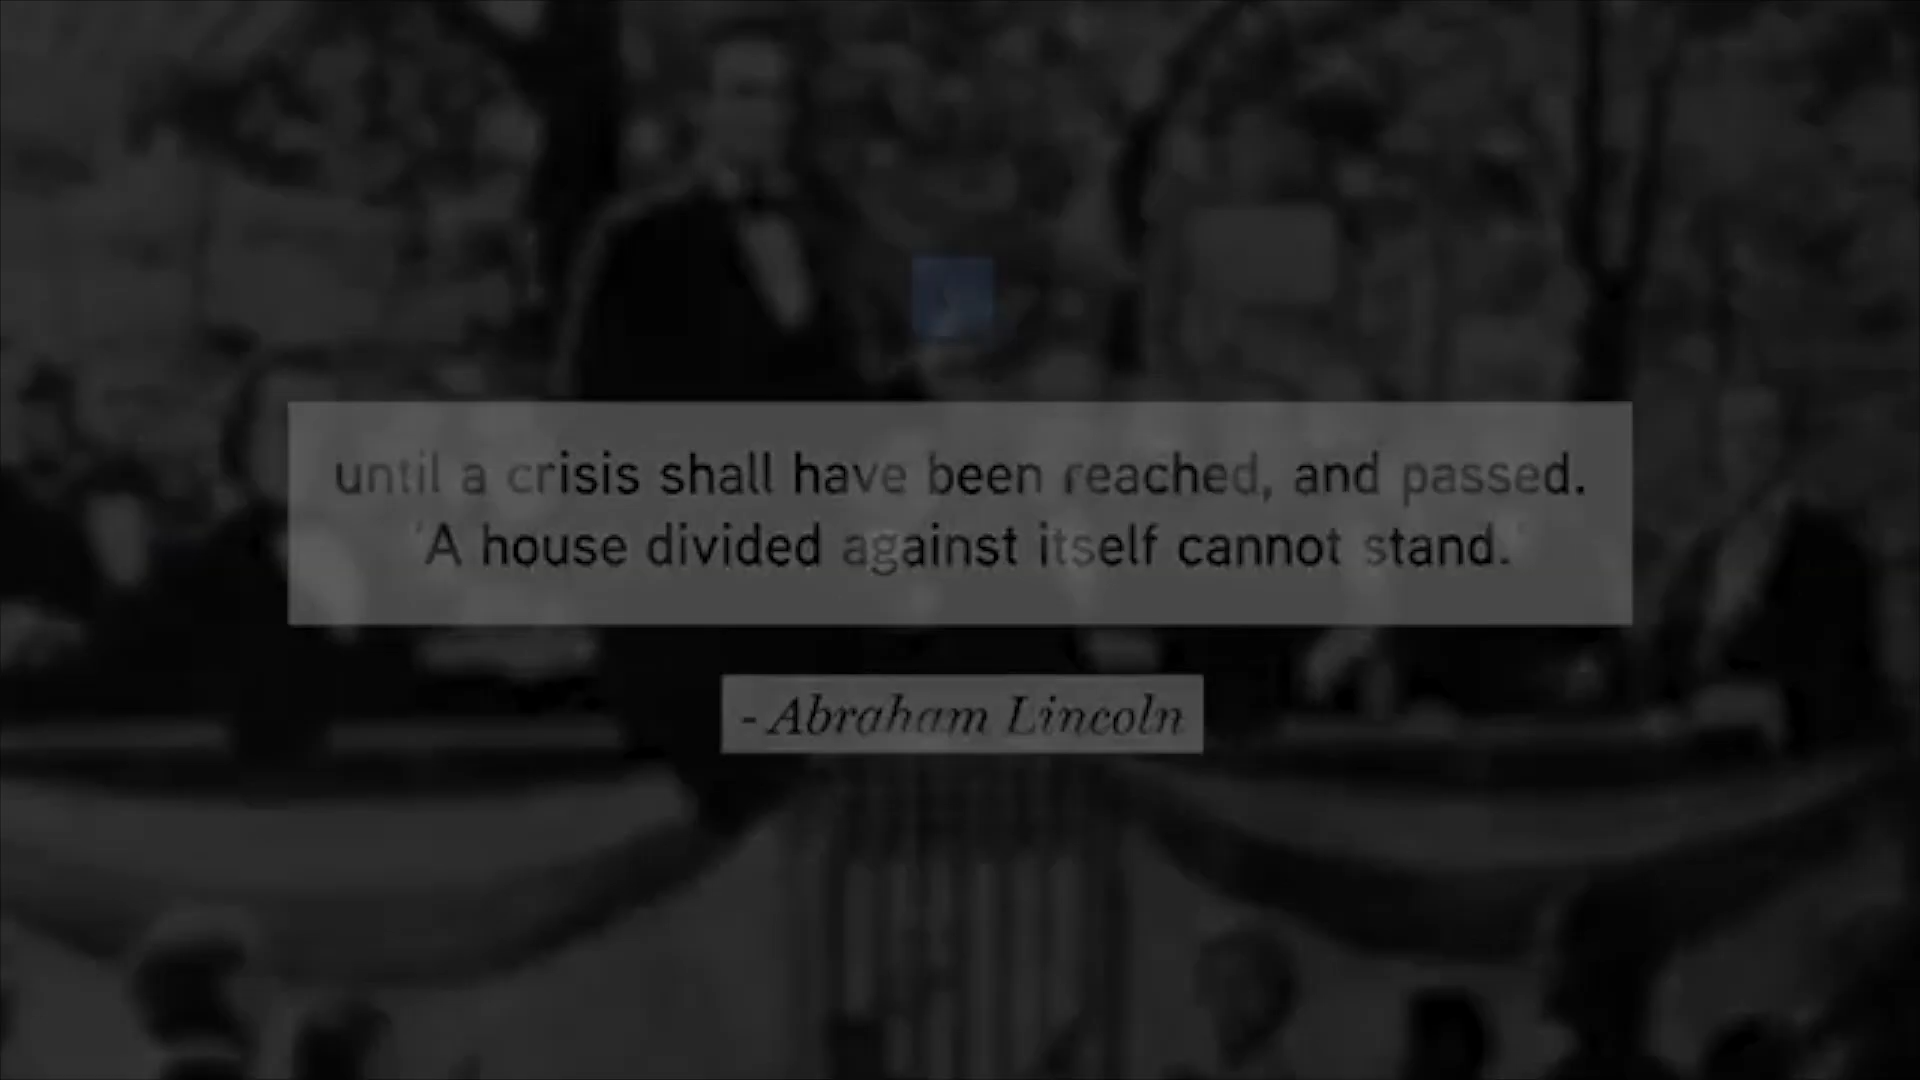 until a crisis shall have been reached, and passed.
'A house divided against itself cannot stand.'
- Abraham Lincoln